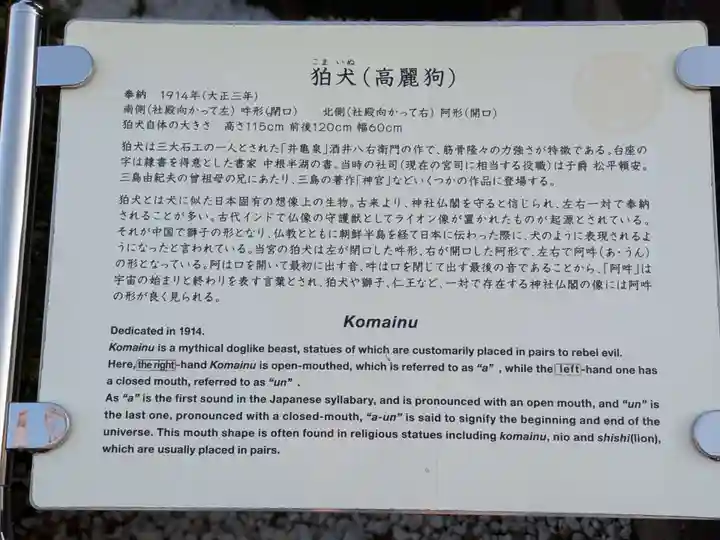 こま いぬ
狛犬(高麗狗)
奉納 1914年(大正三年)
南側(社殿向かって左) 吽形(閉口) 北側(社殿向かって右) 阿形(開口)
狛犬自体の大きさ 高さ115cm 前後120cm 幅60cm
狛犬は三大石工の一人とされた「井亀泉」酒井八右衛門の作で、筋骨隆々の力強さが特徴である。台座の
字は隷書を得意とした書家 中根半湖の書。当時の社司(現在の宮司に相当する役職)は子爵 松平頼安。
三島由紀夫の曾祖母の兄にあたり、三島の著作「神官」などいくつかの作品に登場する。
狛犬とは犬に似た日本固有の想像上の生物。古来より、神社仏閣を守ると信じられ、左右一対で奉納
されることが多い。古代インドで仏像の守護獣としてライオン像が置かれたものが起源とされている。
それが中国で獅子の形となり、仏教とともに朝鮮半島を経て日本に伝わった際に、犬のように表現されるよ
うになったと言われている。当宮の狛犬は左が閉口した吽形、右が開口した阿形で、左右で阿吽(あ・うん)
の形となっている。阿は口を開いて最初に出す音、吽は口を閉じて出す最後の音であることから、「阿吽」は
宇宙の始まりと終わりを表す言葉とされ、狛犬や獅子、仁王など、一対で存在する神社仏閣の像には阿吽
の形が良く見られる。
Komainu
Dedicated in 1914.
Komainu is a mythical doglike beast, statues of which are customarily placed in pairs to rebel evil.
Here, the right-hand Komainu is open-mouthed, which is referred to as “a” , while the left-hand one has
a closed mouth, referred to as “un” .
As “a” is the first sound in the Japanese syllabary, and is pronounced with an open mouth, and “un” is
the last one, pronounced with a closed-mouth, “a-un” is said to signify the beginning and end of the
universe. This mouth shape is often found in religious statues including komainu, nio and shishi(lion),
which are usually placed in pairs.